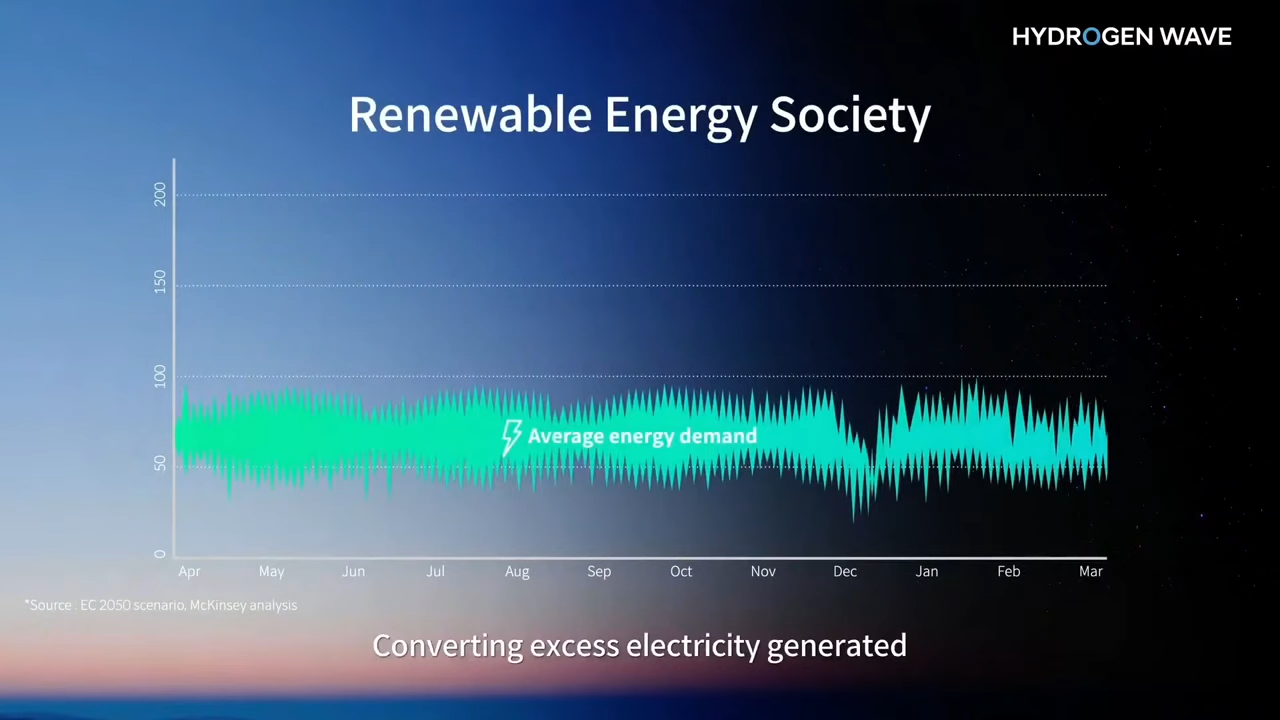 HYDROGEN WAVE
Renewable Energy Society
200
150
100
50
0
Average energy demand
Apr May Jun Jul Aug Sep Oct Nov Dec Jan Feb Mar
*Source : EC 2050 scenario, McKinsey analysis
Converting excess electricity generated